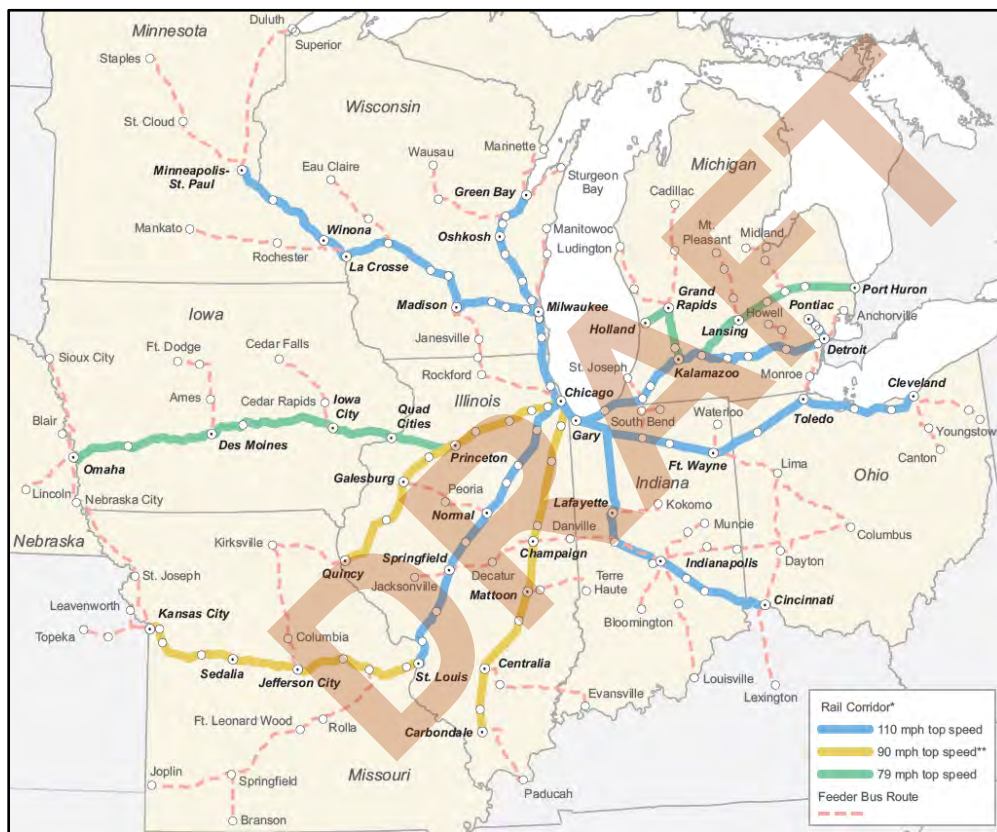 Duluth
Minnesota
Superior
Staples
Wisconsin
St. Cloud
Marinette
Wausau
Eau Claire
Michigan
Minneapolis-
St. Paul
Sturgeon
Bay
Green Bay
Cadillac
Mankato
Winona
Manitowoc
Mt.
Pleasant
Midland
Oshkosh
Ludington
Rochester
La Crosse
Grand
Rapids
Port Huron
Pontiac
Madison
Milwaukee
Howell
Anchorville
Iowa
Holland
Lansing
Janesville
Detroit
Sioux City
Ft. Dodge
Cedar Falls
St. Joseph
Kalamazoo
Monroe
Rockford
Cleveland
Ames
Cedar Rapids
Iowa
City
Illinois
Chicago
Quad
Cities
South Bend
Waterloo
Toledo
Blair
Gary
Youngstown
Des Moines
Princeton
Omaha
Ft. Wayne
Canton
Lincoln
Galesburg
Lima
Ohio
Nebraska City
Peoria
Indiana
Normal
Lafayette
Kokomo
Nebraska
Kirksville
Danville
Muncie
Columbus
Springfield
Champaign
Indianapolis
St. Joseph
Quincy
Jacksonville
Decatur
Terre
Haute
Dayton
Leavenworth
Kansas City
Mattoon
Cincinnati
Topeka
Columbia
Bloomington
Centralia
Sedalia
Jefferson City
St. Louis
Louisville
Evansville
Lexington
Ft. Leonard Wood
Rolla
Carbondale
Joplin
Springfield
Missouri
Paducah
Branson
Rail Corridor*
110 mph top speed
90 mph top speed**
79 mph top speed
Feeder Bus Route
DRAFT